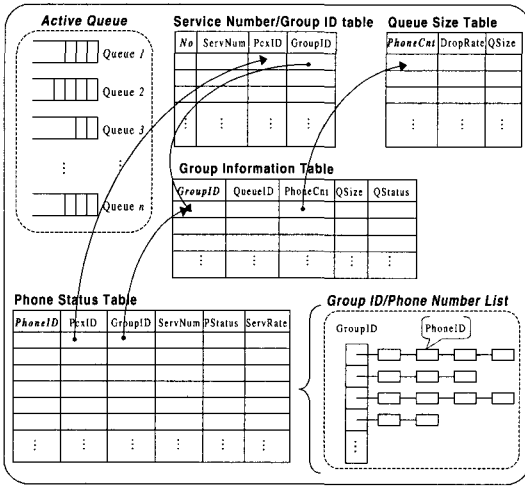 Active Queue
Queue 1
Queue 2
Queue 3
Queue n
Service Number/Group ID table
No ServNum PcxID GroupID
Queue Size Table
PhoneCnt DropRate QSize
Group Information Table
GroupID QueueID PhoneCnt QSize QStatus
Phone Status Table
PhoneID PcxID GroupID ServNum PStatus ServRate
Group ID/Phone Number List
GroupID
PhoneID